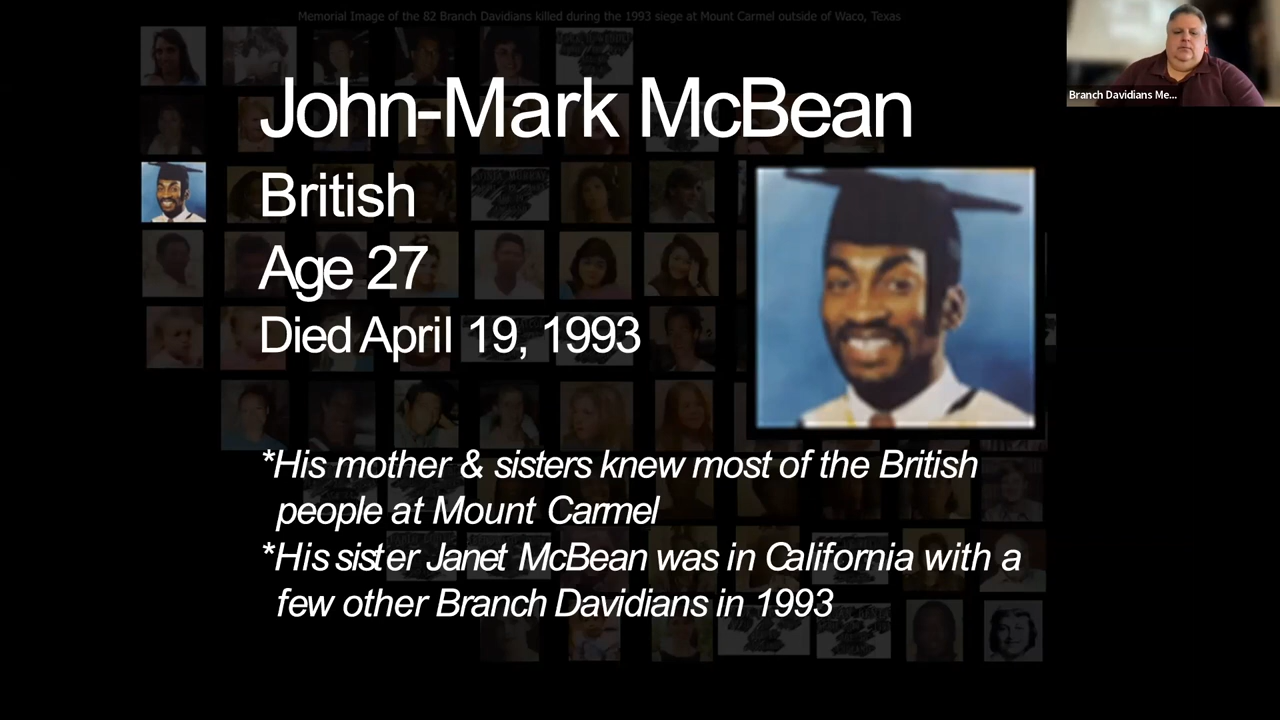 Memorial Image of the 82 Branch Davidians killed during the 1993 siege at Mount Carmel outside of Waco, Texas
John-Mark McBean
British
Age 27
Died April 19, 1993
*His mother & sisters knew most of the British
people at Mount Carmel
*His sister Janet McBean was in California with a
few other Branch Davidians in 1993
Branch Davidians Me...